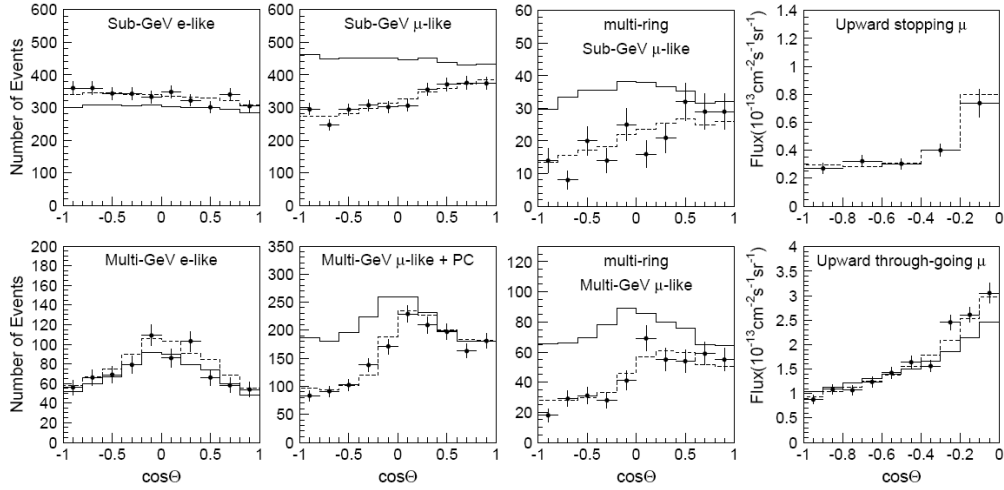 Sub-GeV e-like
Number of Events
600
500
400
300
200
100
0
-1 -0.5 0 0.5 1
Sub-GeV μ-like
600
500
400
300
200
100
0
-1 -0.5 0 0.5 1
multi-ring
Sub-GeV μ-like
60
50
40
30
20
10
0
-1 -0.5 0 0.5 1
Upward stopping μ
Flux(10⁻¹³cm⁻²s⁻¹sr⁻¹)
1.4
1.2
1
0.8
0.6
0.4
0.2
0
-1 -0.8 -0.6 -0.4 -0.2 0
Multi-GeV e-like
Number of Events
200
180
160
140
120
100
80
60
40
20
0
-1 -0.5 0 0.5 1
cosΘ
Multi-GeV μ-like + PC
350
300
250
200
150
100
50
0
-1 -0.5 0 0.5 1
cosΘ
multi-ring
Multi-GeV μ-like
120
100
80
60
40
20
0
-1 -0.5 0 0.5 1
cosΘ
Upward through-going μ
Flux(10⁻¹³cm⁻²s⁻¹sr⁻¹)
4
3.5
3
2.5
2
1.5
1
0.5
0
-1 -0.8 -0.6 -0.4 -0.2 0
cosΘ